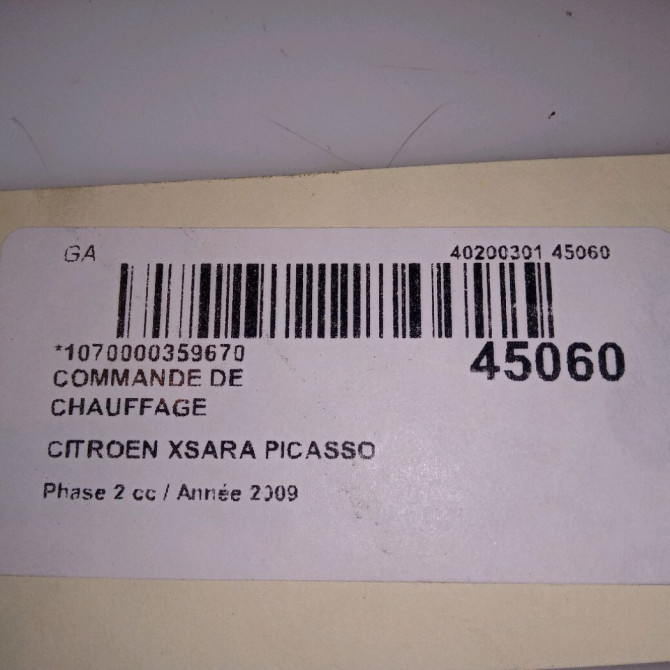 GA 40200301 45060
*1070000359670 45060
COMMANDE DE
CHAUFFAGE
CITROEN XSARA PICASSO
Phase 2 cc / Année 2009